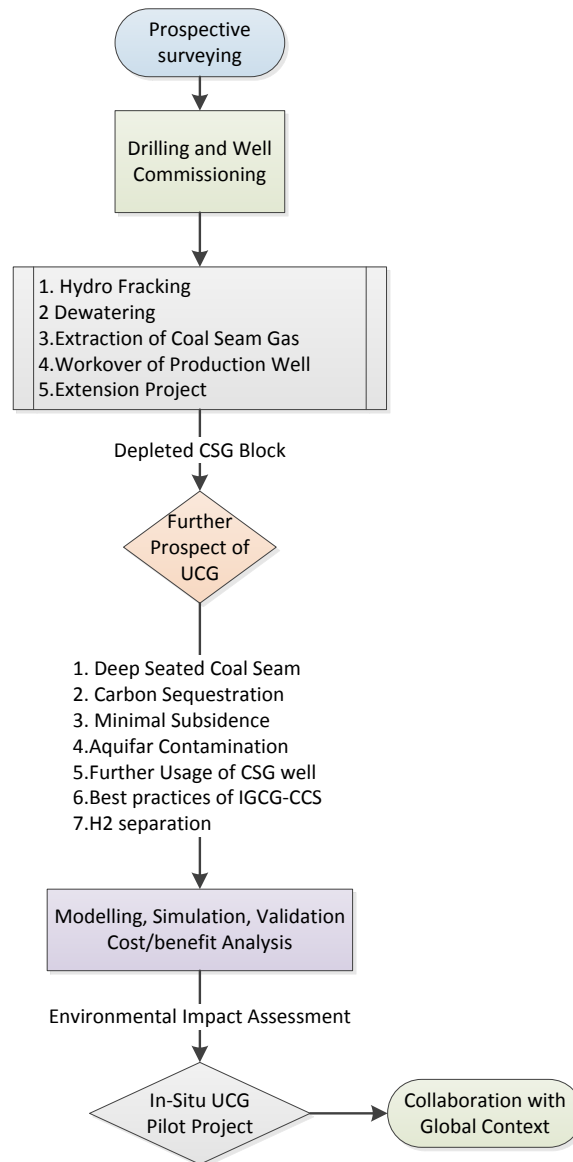 Prospective
surveying
Drilling and Well
Commissioning
1. Hydro Fracking
2 Dewatering
3.Extraction of Coal Seam Gas
4.Workover of Production Well
5.Extension Project
Depleted CSG Block
Further
Prospect of
UCG
1. Deep Seated Coal Seam
2. Carbon Sequestration
3. Minimal Subsidence
4.Aquifar Contamination
5.Further Usage of CSG well
6.Best practices of IGCG-CCS
7.H2 separation
Modelling, Simulation, Validation
Cost/benefit Analysis
Environmental Impact Assessment
In-Situ UCG
Pilot Project
Collaboration with
Global Context